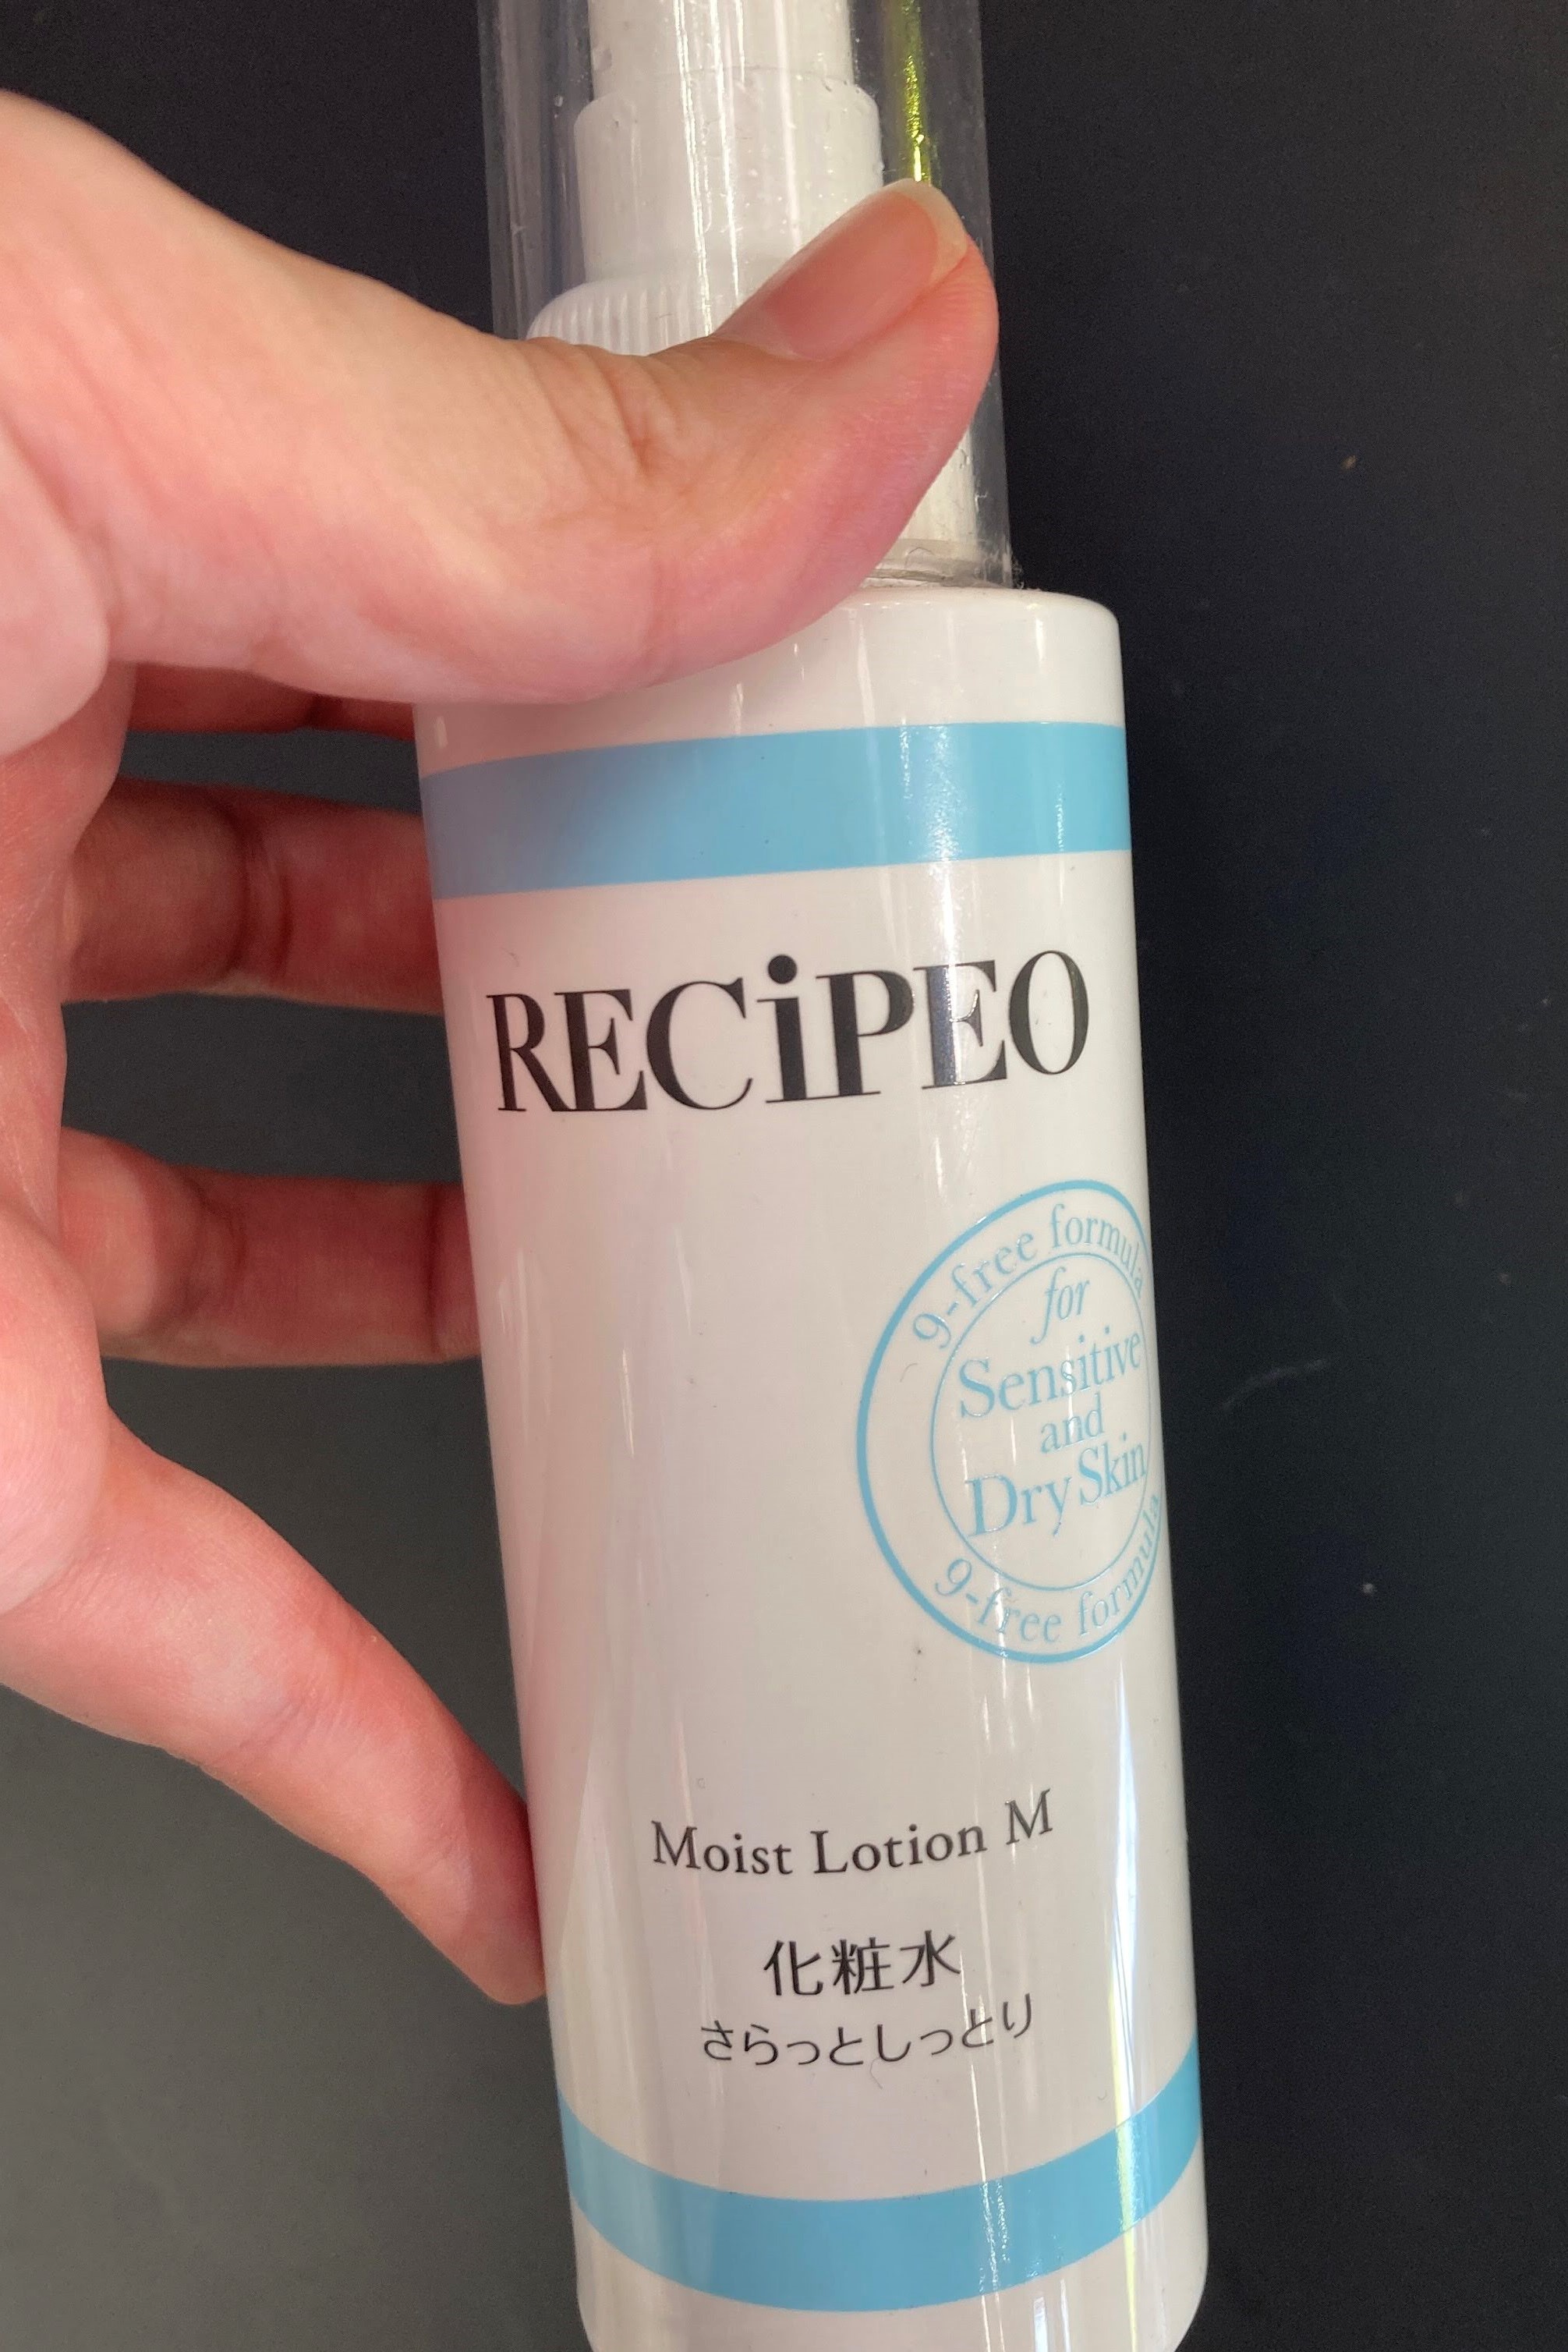 RECiPEO
9-free formula
for
Sensitive
and
Dry Skin
9-free formula
Moist Lotion M
化粧水
さらっとしっとり